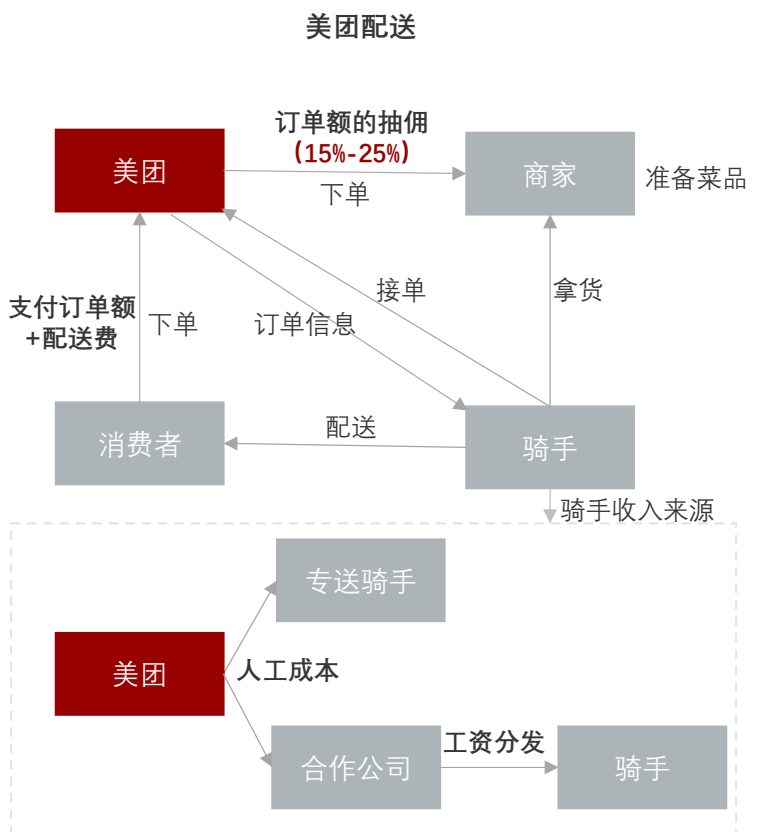 美团配送
订单额的抽佣
(15%-25%)
美团
商家
准备菜品
下单
接单
拿货
支付订单额
+配送费
下单
订单信息
消费者
配送
骑手
骑手收入来源
专送骑手
美团
人工成本
合作公司
工资分发
骑手